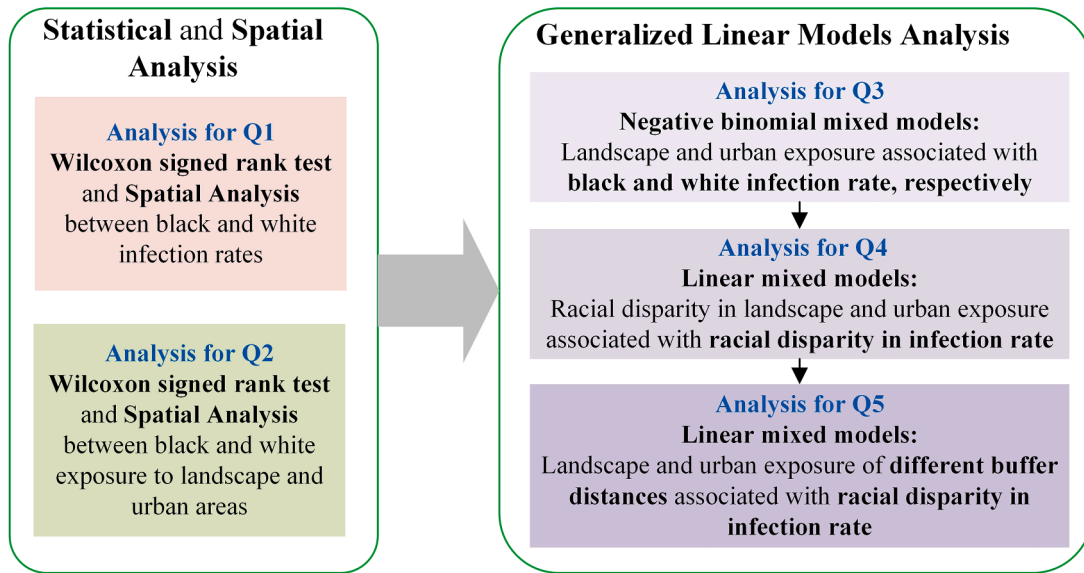 Statistical and Spatial
Analysis
Analysis for Q1
Wilcoxon signed rank test
and Spatial Analysis
between black and white
infection rates
Analysis for Q2
Wilcoxon signed rank test
and Spatial Analysis
between black and white
exposure to landscape and
urban areas
Generalized Linear Models Analysis
Analysis for Q3
Negative binomial mixed models:
Landscape and urban exposure associated with
black and white infection rate, respectively
Analysis for Q4
Linear mixed models:
Racial disparity in landscape and urban exposure
associated with racial disparity in infection rate
Analysis for Q5
Linear mixed models:
Landscape and urban exposure of different buffer
distances associated with racial disparity in
infection rate